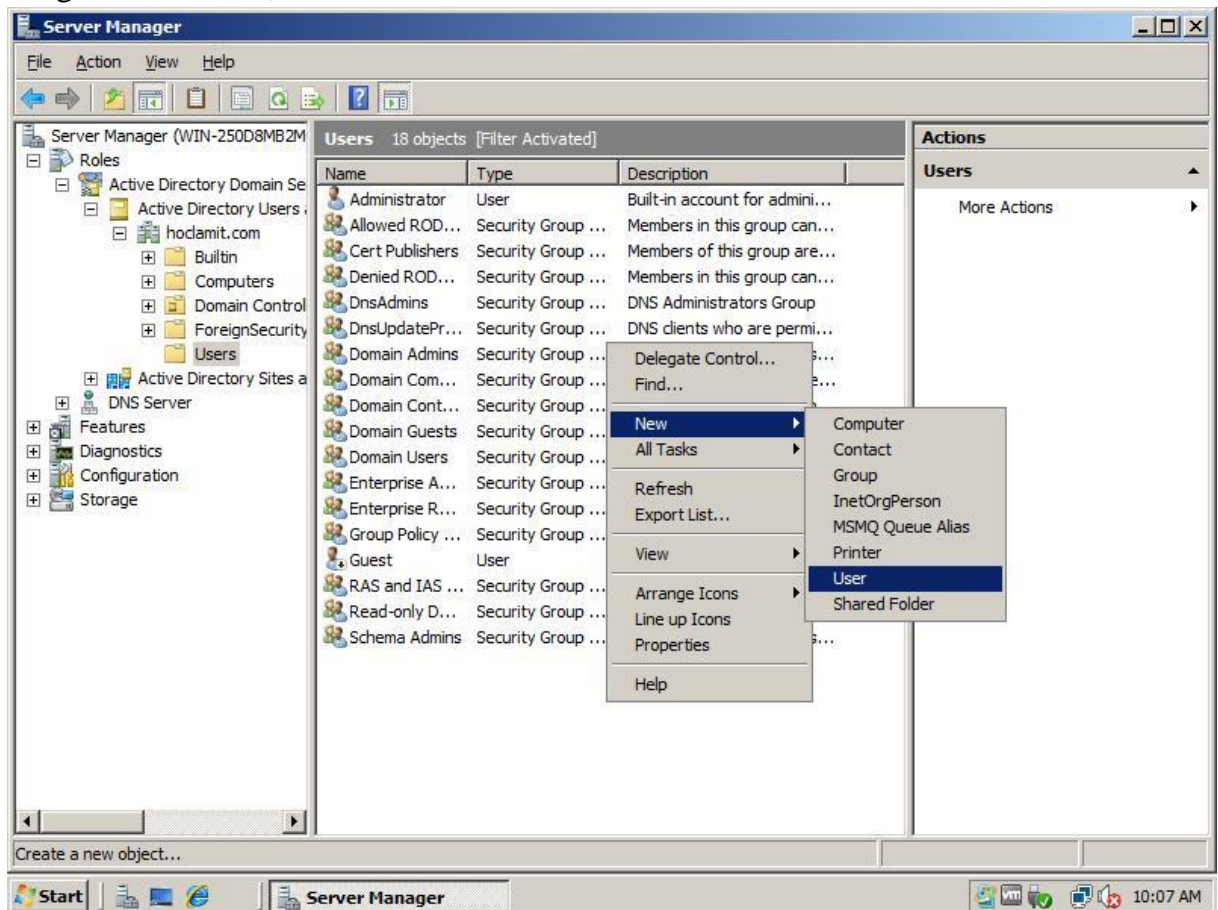 Server Manager
File Action View Help
Server Manager (WIN-250D8MB2M
Roles
Active Directory Domain Se
Active Directory Users
hoclamit.com
Builtin
Computers
Domain Control
ForeignSecurity
Users
Active Directory Sites a
DNS Server
Features
Diagnostics
Configuration
Storage
Users 18 objects [Filter Activated]
Name Type Description
Administrator User Built-in account for admini...
Allowed ROD... Security Group ... Members in this group can...
Cert Publishers Security Group ... Members of this group are...
Denied ROD... Security Group ... Members in this group can...
DnsAdmins Security Group ... DNS Administrators Group
DnsUpdatePr... Security Group ... DNS clients who are permi...
Domain Admins Security Group ...
Domain Com... Security Group ...
Domain Cont... Security Group ...
Domain Guests Security Group ...
Domain Users Security Group ...
Enterprise A... Security Group ...
Enterprise R... Security Group ...
Group Policy ... Security Group ...
Guest User
RAS and IAS ... Security Group ...
Read-only D... Security Group ...
Schema Admins Security Group ... s...
Delegate Control...
Find...
New
All Tasks
Refresh
Export List...
View
Arrange Icons
Line up Icons
Properties
Help
Computer
Contact
Group
InetOrgPerson
MSMQ Queue Alias
Printer
User
Shared Folder
Actions
Users
More Actions
Create a new object...
Start Server Manager 10:07 AM